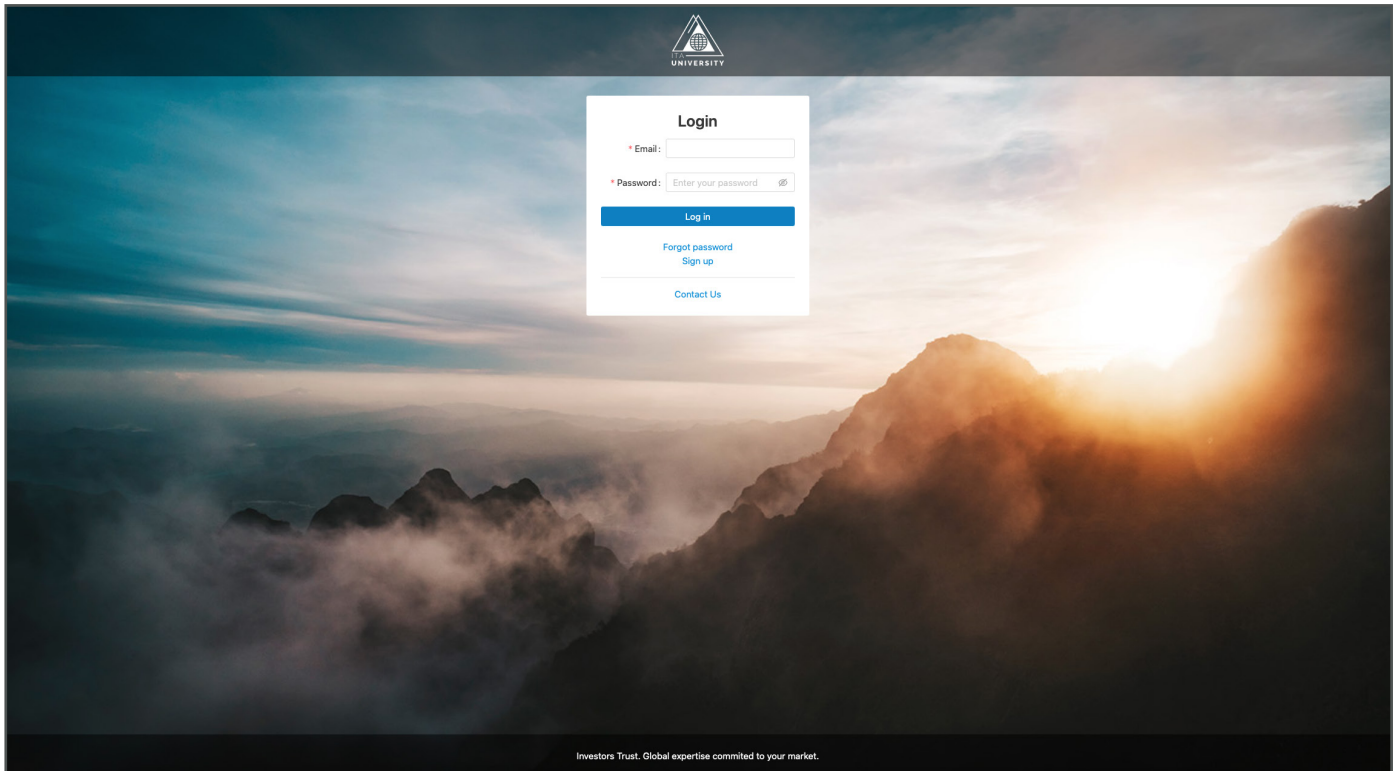 ITA
UNIVERSITY
Login
* Email :
* Password : Enter your password
Log in
Forgot password
Sign up
Contact Us
Investors Trust. Global expertise commited to your market.